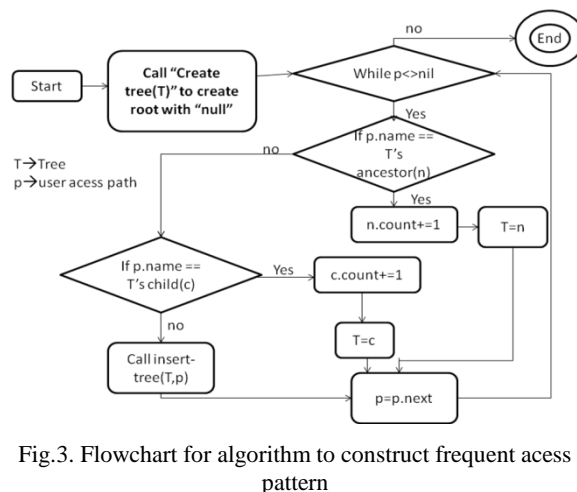 Start
Call “Create
tree(T)” to create
root with “null”
While p<>nil
no
End
Yes
If p.name ==
T’s
ancestor(n)
no
Yes
n.count+=1
T=n
T→Tree
p→user acess path
If p.name ==
T’s child(c)
Yes
c.count+=1
no
T=c
Call insert-
tree(T,p)
p=p.next
Fig.3. Flowchart for algorithm to construct frequent acess
pattern